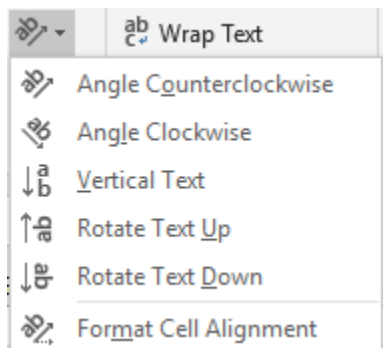 Wrap Text
Angle Counterclockwise
Angle Clockwise
Vertical Text
Rotate Text Up
Rotate Text Down
Format Cell Alignment